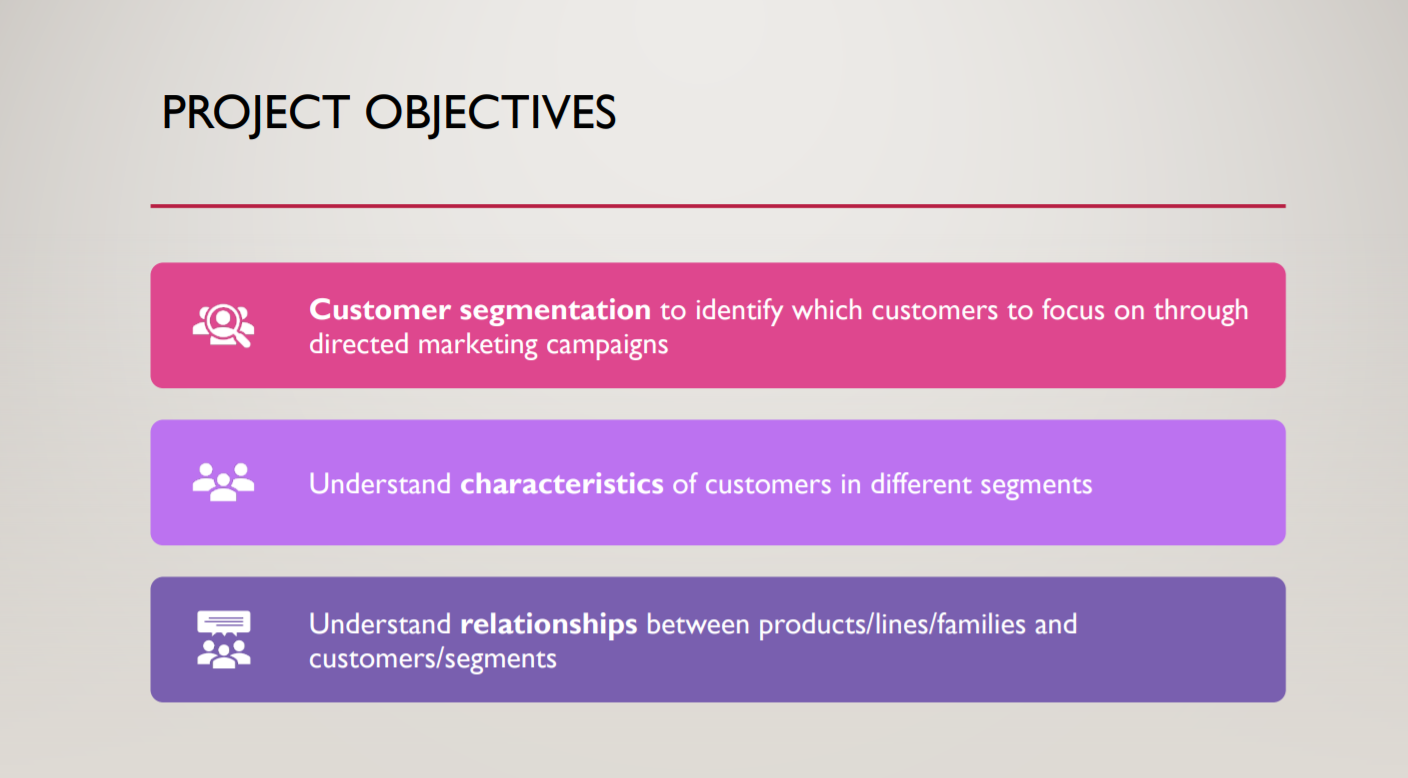 PROJECT OBJECTIVES
Customer segmentation to identify which customers to focus on through
directed marketing campaigns
Understand characteristics of customers in different segments
Understand relationships between products/lines/families and
customers/segments